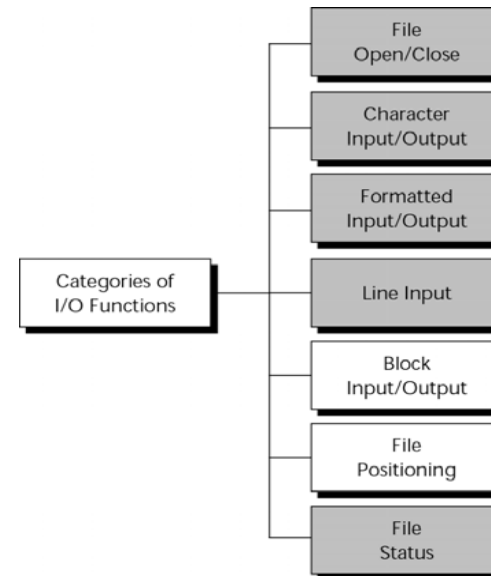 File
Open/Close
Character
Input/Output
Formatted
Input/Output
Categories of
I/O Functions
Line Input
Block
Input/Output
File
Positioning
File
Status